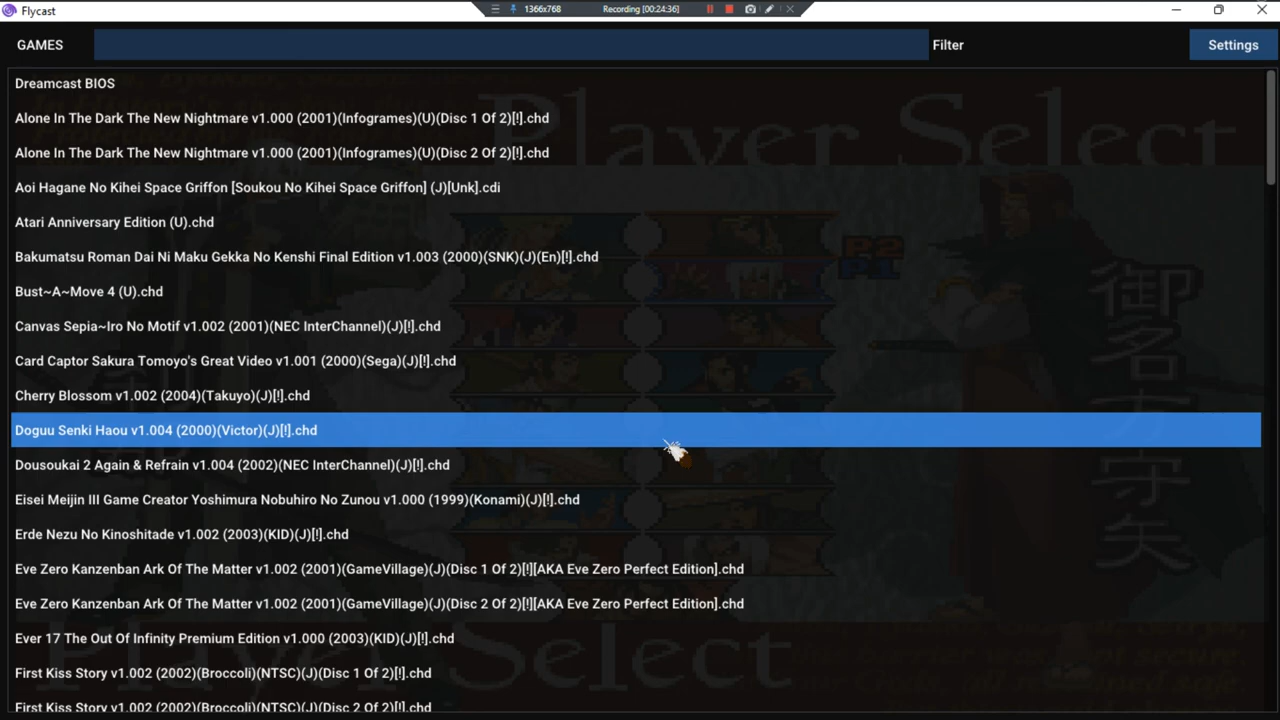 Flycast
1366x768
Recording [00:24:36]
GAMES
Filter
Settings
Dreamcast BIOS
Alone In The Dark The New Nightmare v1.000 (2001)(Infogrames)(U)(Disc 1 Of 2)[!].chd
Alone In The Dark The New Nightmare v1.000 (2001)(Infogrames)(U)(Disc 2 Of 2)[!].chd
Aoi Hagane No Kihei Space Griffon [Soukou No Kihei Space Griffon] (J)[Unk].cdi
Atari Anniversary Edition (U).chd
Bakumatsu Roman Dai Ni Maku Gekka No Kenshi Final Edition v1.003 (2000)(SNK)(J)(En)[!].chd
Bust~A~Move 4 (U).chd
Canvas Sepia~Iro No Motif v1.002 (2001)(NEC InterChannel)(J)[!].chd
Card Captor Sakura Tomoyo's Great Video v1.001 (2000)(Sega)(J)[!].chd
Cherry Blossom v1.002 (2004)(Takuyo)(J)[!].chd
Doguu Senki Haou v1.004 (2000)(Victor)(J)[!].chd
Dousoukai 2 Again & Refrain v1.004 (2002)(NEC InterChannel)(J)[!].chd
Eisei Meijin III Game Creator Yoshimura Nobuhiro No Zunou v1.000 (1999)(Konami)(J)[!].chd
Erde Nezu No Kinoshitade v1.002 (2003)(KID)(J)[!].chd
Eve Zero Kanzenban Ark Of The Matter v1.002 (2001)(GameVillage)(J)(Disc 1 Of 2)[!][AKA Eve Zero Perfect Edition].chd
Eve Zero Kanzenban Ark Of The Matter v1.002 (2001)(GameVillage)(J)(Disc 2 Of 2)[!][AKA Eve Zero Perfect Edition].chd
Ever 17 The Out Of Infinity Premium Edition v1.000 (2003)(KID)(J)[!].chd
First Kiss Story v1.002 (2002)(Broccoli)(NTSC)(J)(Disc 1 Of 2)[!].chd
First Kiss Story v1.002 (2002)(Broccoli)(NTSC)(J)(Disc 2 Of 2)[!].chd
Player Select
P2
P1
御名方守矢
Player Select